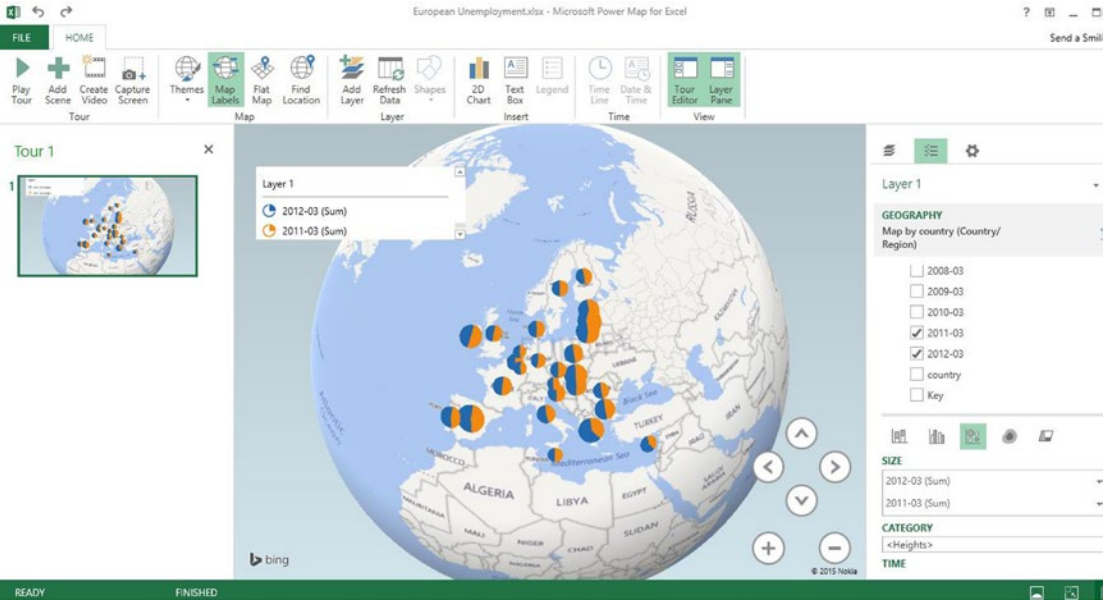 European Unemployment.xlsx - Microsoft Power Map for Excel
?
FILE
HOME
Send a Smil
Play Tour
Add Scene
Create Video
Capture Screen
Themes
Map Labels
Flat Map
Find Location
Add Layer
Refresh Data
Shapes
2D Chart
Text Box
Legend
Time Line
Date & Time
Tour Editor
Layer Pane
Tour
Map
Layer
Insert
Time
View
Tour 1
1
Layer 1
2012-03 (Sum)
2011-03 (Sum)
RUSSIA
KAZAKHSTAN
UKRAINE
Black Sea
TURKEY
IRAN
IRAQ
Mediterranean Sea
MOROCCO
ALGERIA
LIBYA
EGYPT
MAURITANIA
MALI
NIGER
CHAD
SUDAN
bing
© 2015 Nokia
Layer 1
GEOGRAPHY
Map by country (Country/
Region)
2008-03
2009-03
2010-03
2011-03
2012-03
country
Key
SIZE
2012-03 (Sum)
2011-03 (Sum)
CATEGORY
<Heights>
TIME
READY
FINISHED